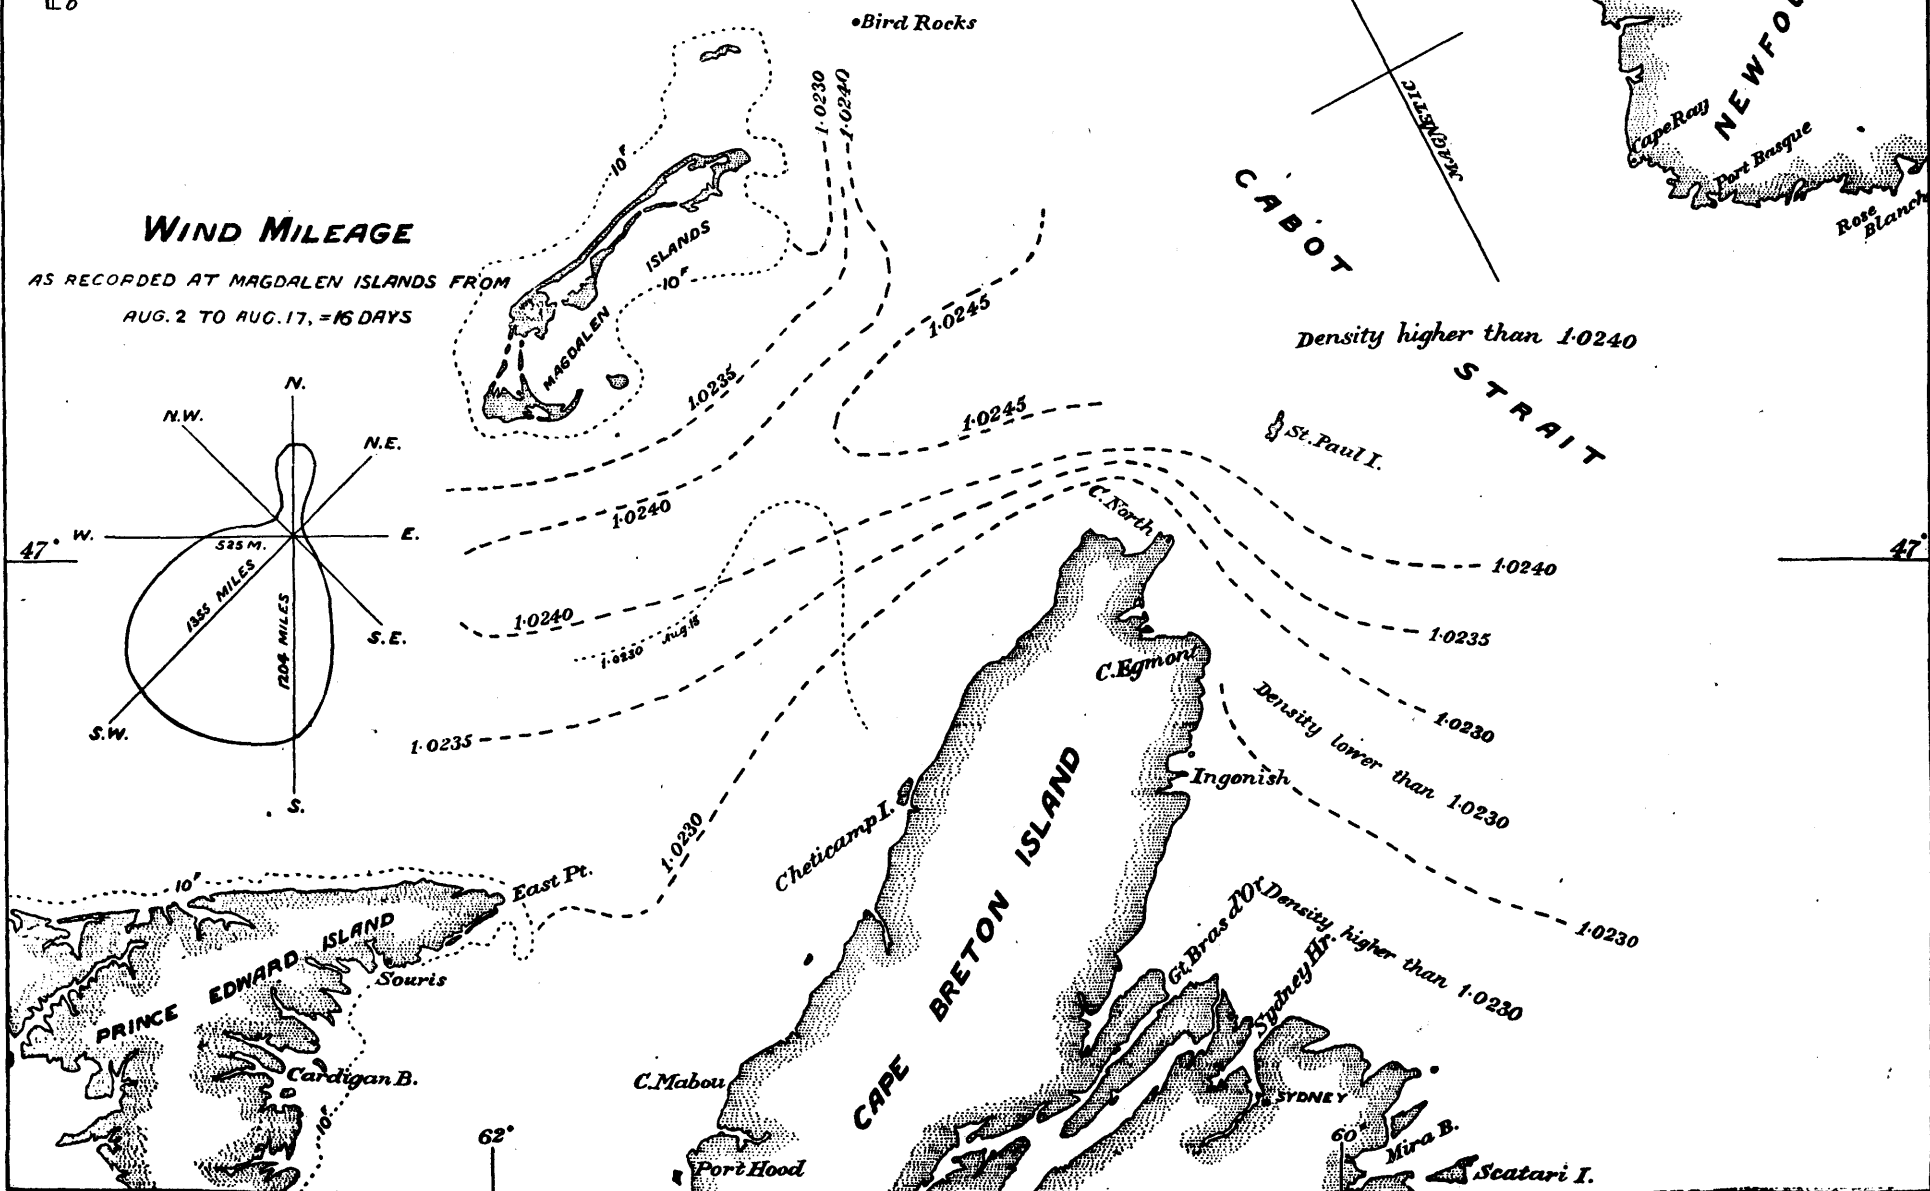 Bird Rocks
1·0230
1·0240
MAGNETIC
NEWFOU
Cape Ray
Port Basque
Rose Blanch
CABOT
STRAIT
10F
ISLANDS
10F
MAGDALEN
WIND MILEAGE
AS RECORDED AT MAGDALEN ISLANDS FROM
AUG. 2 TO AUG. 17, =16 DAYS
N.
N.W.
N.E.
W.
E.
525 M.
1355 MILES
1204 MILES
S.W.
S.E.
S.
47°
47°
1·0245
Density higher than 1·0240
1·0235
1·0245
St. Paul I.
1·0240
C. North
1·0240
1·0240
1·0230 Aug. 15
1·0235
C. Egmont
1·0230
Density lower than 1·0230
1·0235
Ingonish
1·0230
Cheticamp I.
CAPE BRETON ISLAND
10F
East Pt.
1·0230
Gt. Bras d'Or
Density higher than 1·0230
Sydney Hr.
PRINCE EDWARD ISLAND
Souris
Cardigan B.
10F
C. Mabou
SYDNEY
62°
60°
Mira B.
Port Hood
Scatari I.